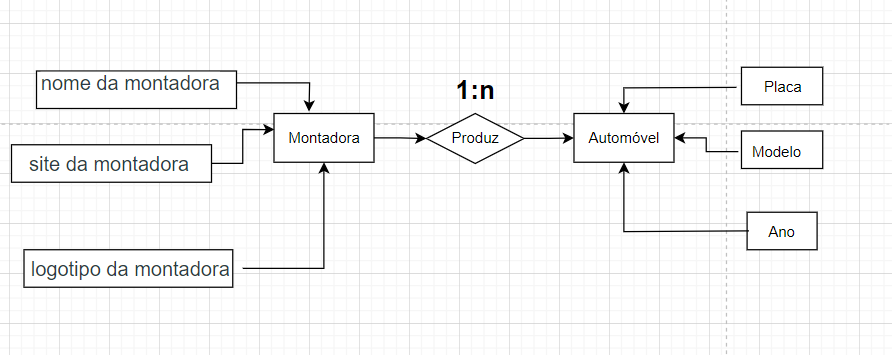 nome da montadora
site da montadora
logotipo da montadora
Montadora
1:n
Produz
Automóvel
Placa
Modelo
Ano